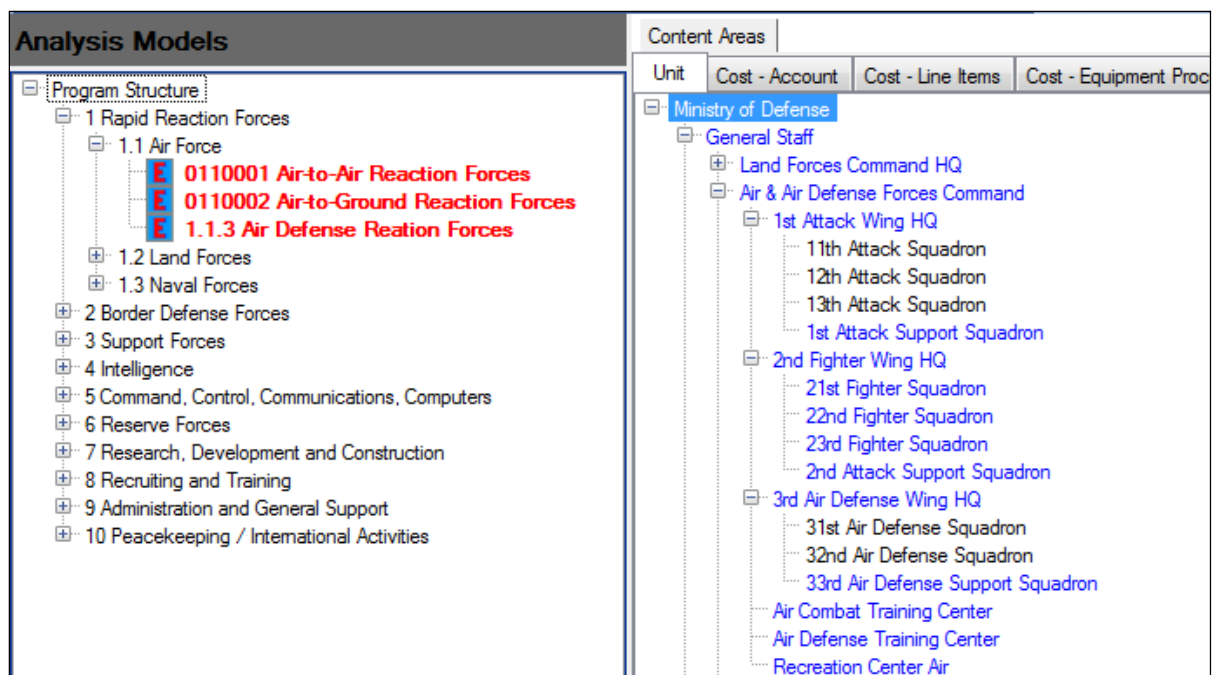 Analysis Models
Program Structure
1 Rapid Reaction Forces
1.1 Air Force
E 0110001 Air-to-Air Reaction Forces
E 0110002 Air-to-Ground Reaction Forces
E 1.1.3 Air Defense Reation Forces
1.2 Land Forces
1.3 Naval Forces
2 Border Defense Forces
3 Support Forces
4 Intelligence
5 Command, Control, Communications, Computers
6 Reserve Forces
7 Research, Development and Construction
8 Recruiting and Training
9 Administration and General Support
10 Peacekeeping / International Activities
Content Areas
Unit Cost - Account Cost - Line Items Cost - Equipment Proc
Ministry of Defense
General Staff
Land Forces Command HQ
Air & Air Defense Forces Command
1st Attack Wing HQ
11th Attack Squadron
12th Attack Squadron
13th Attack Squadron
1st Attack Support Squadron
2nd Fighter Wing HQ
21st Fighter Squadron
22nd Fighter Squadron
23rd Fighter Squadron
2nd Attack Support Squadron
3rd Air Defense Wing HQ
31st Air Defense Squadron
32nd Air Defense Squadron
33rd Air Defense Support Squadron
Air Combat Training Center
Air Defense Training Center
Recreation Center Air